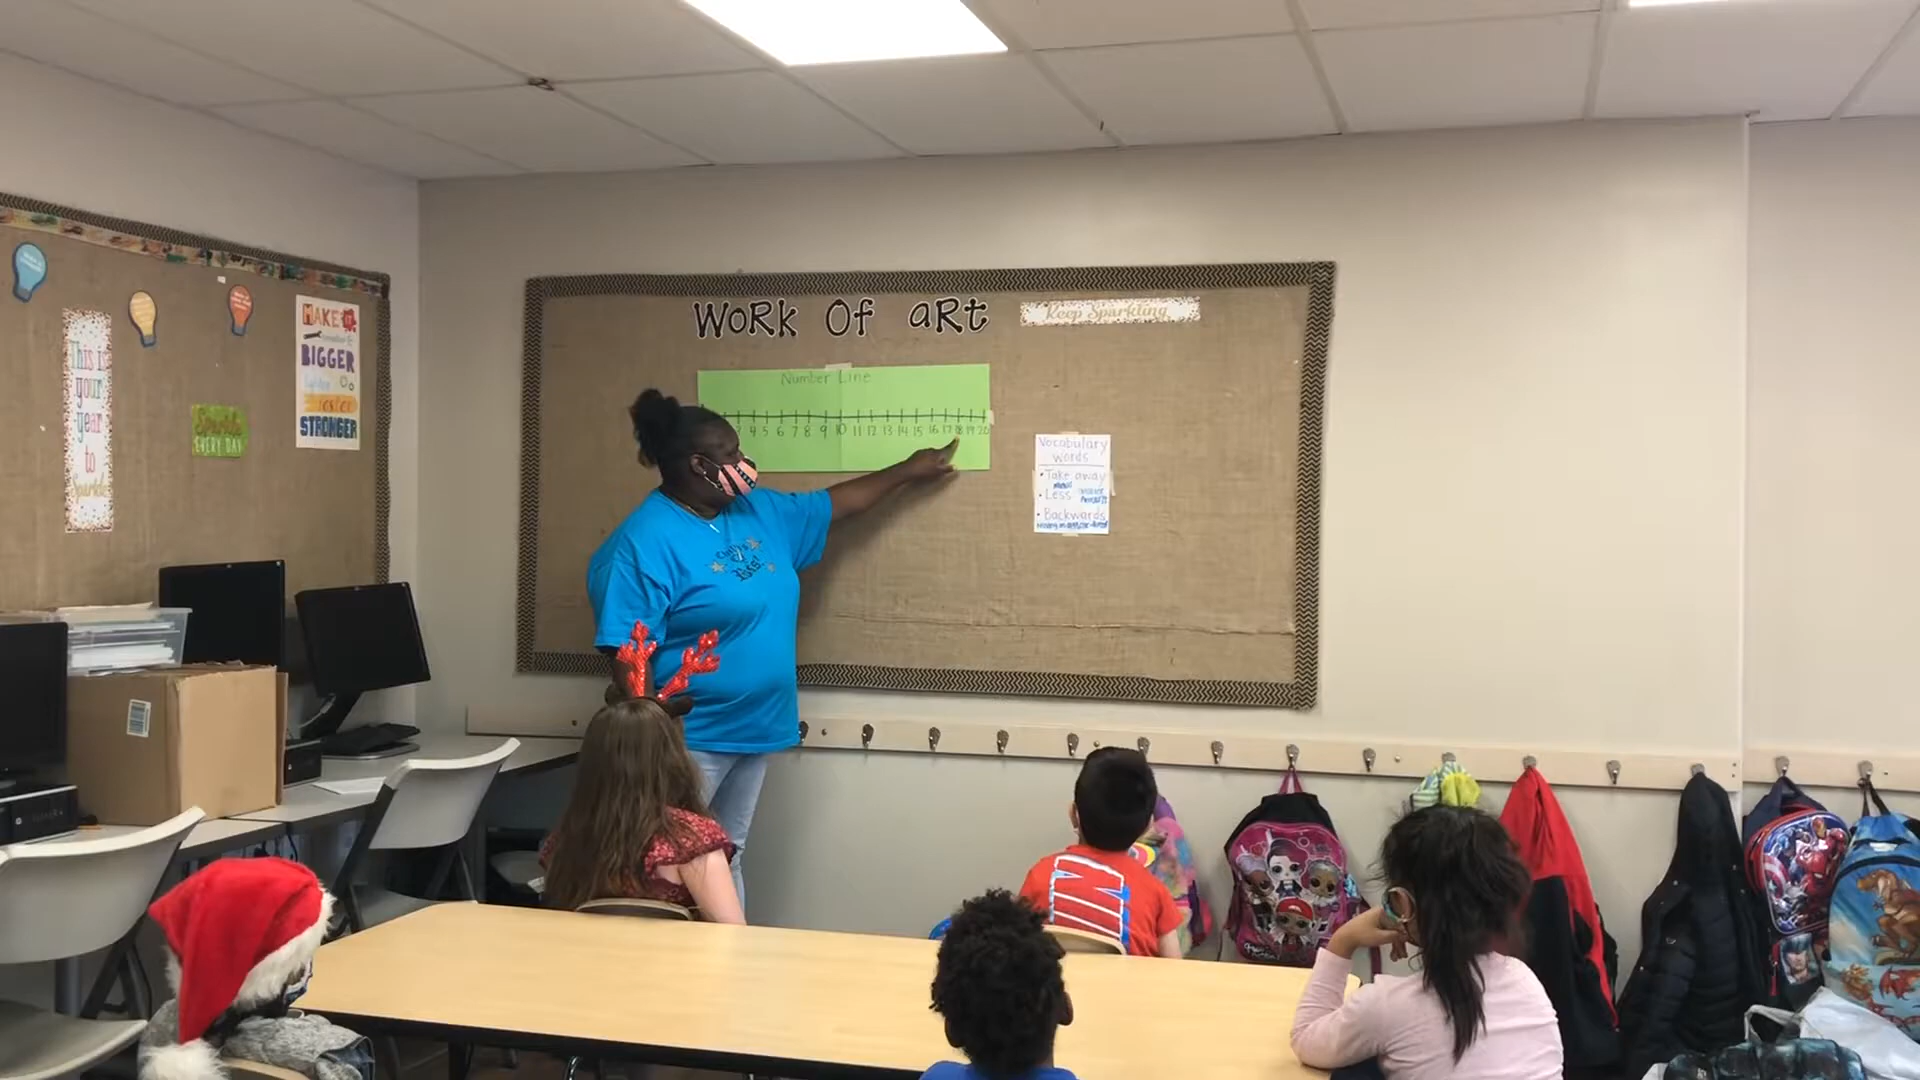 This is
your
year
to
Sparkle
Sparkle
EVERY DAY
MAKE IT
BIGGER
STRONGER
Work Of aRt
Keep Sparkling
Number Line
3 4 5 6 7 8 9 10 11 12 13 14 15 16 17 18 19 20
Vocabulary
words
• Take away
• Less
• Backwards